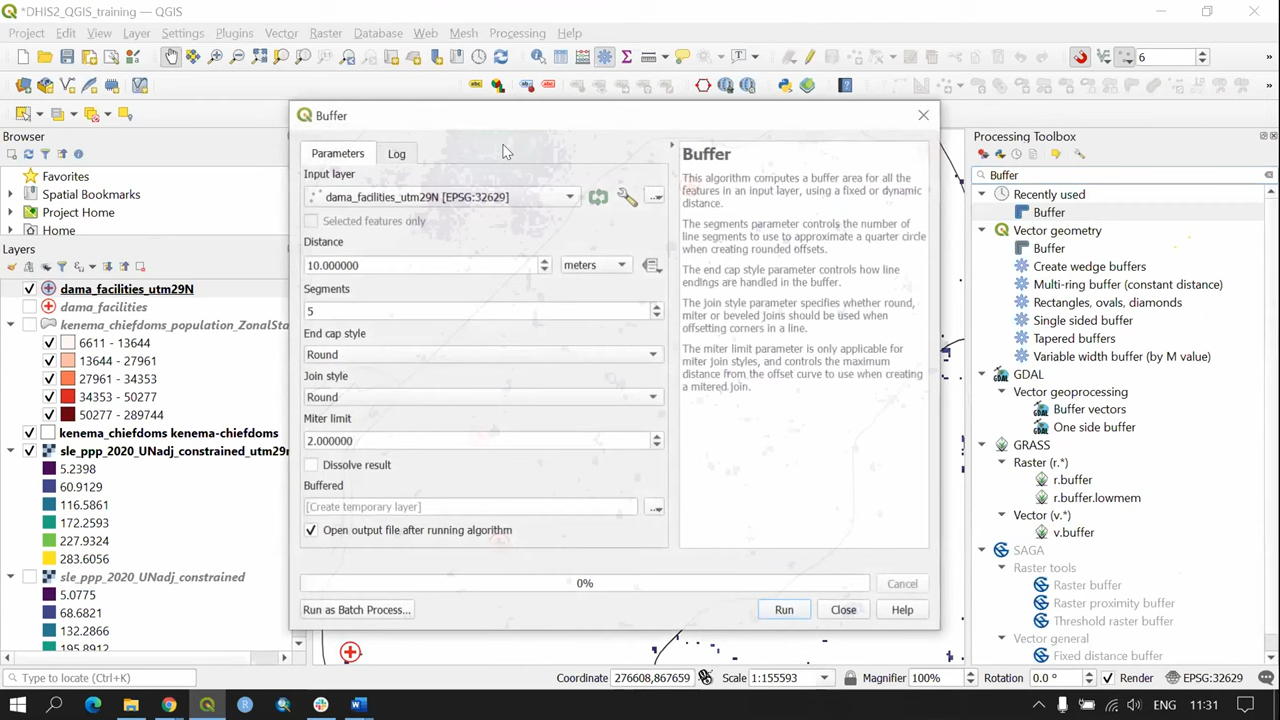 *DHIS2_QGIS_training — QGIS
Project Edit View Layer Settings Plugins Vector Raster Database Web Mesh Processing Help
6
Browser
Favorites
Spatial Bookmarks
Project Home
Home
Layers
dama_facilities_utm29N
dama_facilities
kenema_chiefdoms_population_ZonalSta
6611 - 13644
13644 - 27961
27961 - 34353
34353 - 50277
50277 - 289744
kenema_chiefdoms kenema-chiefdoms
sle_ppp_2020_UNadj_constrained_utm29
5.2398
60.9129
116.5861
172.2593
227.9324
283.6056
sle_ppp_2020_UNadj_constrained
5.0775
68.6821
132.2866
195.8912
Buffer
Parameters Log
Input layer
dama_facilities_utm29N [EPSG:32629]
Selected features only
Distance
10.000000 meters
Segments
5
End cap style
Round
Join style
Round
Miter limit
2.000000
Dissolve result
Buffered
[Create temporary layer]
Open output file after running algorithm
Buffer
This algorithm computes a buffer area for all the
features in an input layer, using a fixed or dynamic
distance.
The segments parameter controls the number of
line segments to use to approximate a quarter circle
when creating rounded offsets.
The end cap style parameter controls how line
endings are handled in the buffer.
The join style parameter specifies whether round,
miter or beveled joins should be used when
offsetting corners in a line.
The miter limit parameter is only applicable for
miter join styles, and controls the maximum
distance from the offset curve to use when creating
a mitered join.
0% Cancel
Run as Batch Process... Run Close Help
Processing Toolbox
Buffer
Recently used
Buffer
Vector geometry
Buffer
Create wedge buffers
Multi-ring buffer (constant distance)
Rectangles, ovals, diamonds
Single sided buffer
Tapered buffers
Variable width buffer (by M value)
GDAL
Vector geoprocessing
Buffer vectors
One side buffer
GRASS
Raster (r.*)
r.buffer
r.buffer.lowmem
Vector (v.*)
v.buffer
SAGA
Raster tools
Raster buffer
Raster proximity buffer
Threshold raster buffer
Vector general
Fixed distance buffer
Type to locate (Ctrl+K) Coordinate 276608,867659 Scale 1:155593 Magnifier 100% Rotation 0.0 ° Render EPSG:32629
ENG 11:31